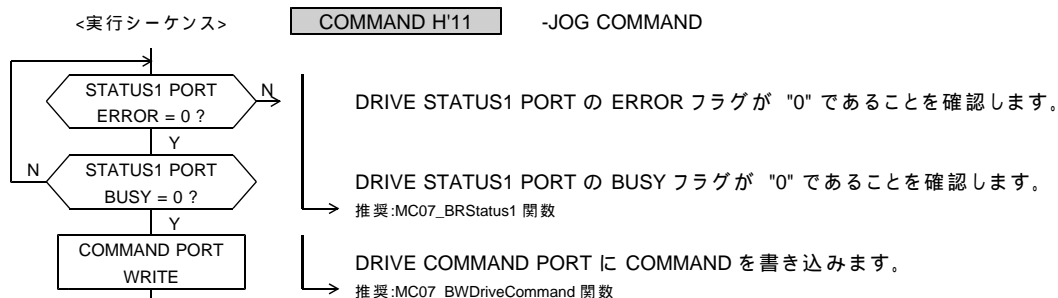 <実行シーケンス>
COMMAND H'11
-JOG COMMAND
STATUS1 PORT
ERROR = 0 ?
N
DRIVE STATUS1 PORT の ERROR フラグが "0" であることを確認します。
Y
N
STATUS1 PORT
BUSY = 0 ?
DRIVE STATUS1 PORT の BUSY フラグが "0" であることを確認します。
推奨:MC07_BRStatus1 関数
Y
COMMAND PORT
WRITE
DRIVE COMMAND PORT に COMMAND を書き込みます。
推奨:MC07_BWDriveCommand 関数